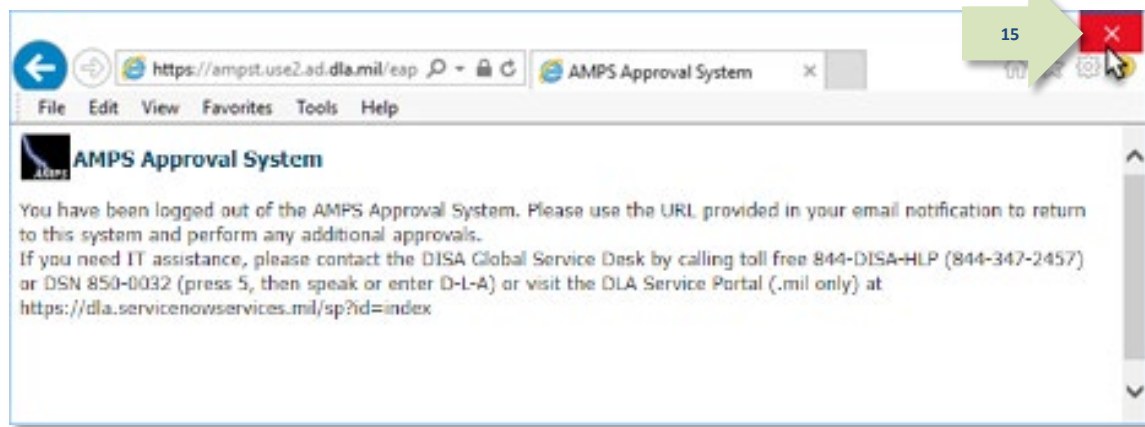 15
https://ampst.use2.ad.dla.mil/eap
AMPS Approval System
File Edit View Favorites Tools Help
AMPS
AMPS Approval System
You have been logged out of the AMPS Approval System. Please use the URL provided in your email notification to return
to this system and perform any additional approvals.
If you need IT assistance, please contact the DISA Global Service Desk by calling toll free 844-DISA-HLP (844-347-2457)
or DSN 850-0032 (press 5, then speak or enter D-L-A) or visit the DLA Service Portal (.mil only) at
https://dla.servicenowservices.mil/sp?id=index